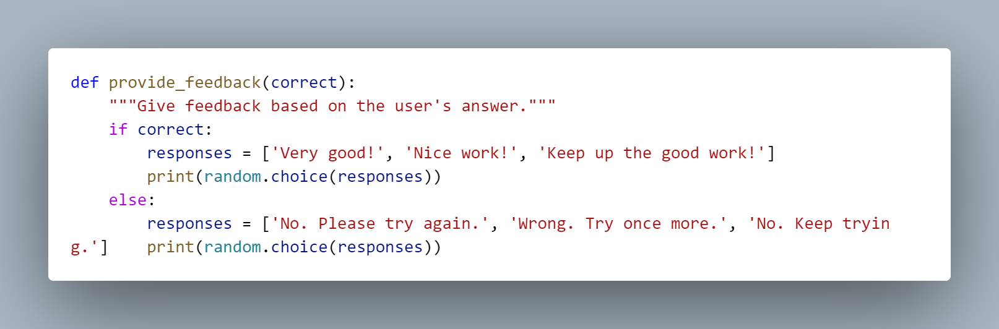 def provide_feedback(correct):
    """Give feedback based on the user's answer."""
    if correct:
        responses = ['Very good!', 'Nice work!', 'Keep up the good work!']
        print(random.choice(responses))
    else:
        responses = ['No. Please try again.', 'Wrong. Try once more.', 'No. Keep tryin
g.']    print(random.choice(responses))